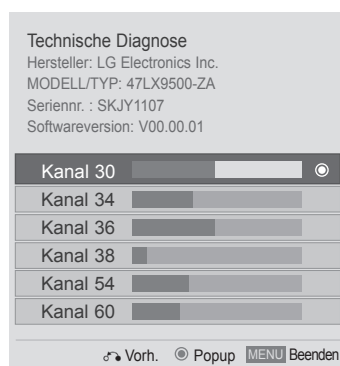 Technische Diagnose
Hersteller: LG Electronics Inc.
MODELL/TYP: 47LX9500-ZA
Seriennr. : SKJY1107
Softwareversion: V00.00.01
Kanal 30
Kanal 34
Kanal 36
Kanal 38
Kanal 54
Kanal 60
Vorh. Popup MENU Beenden